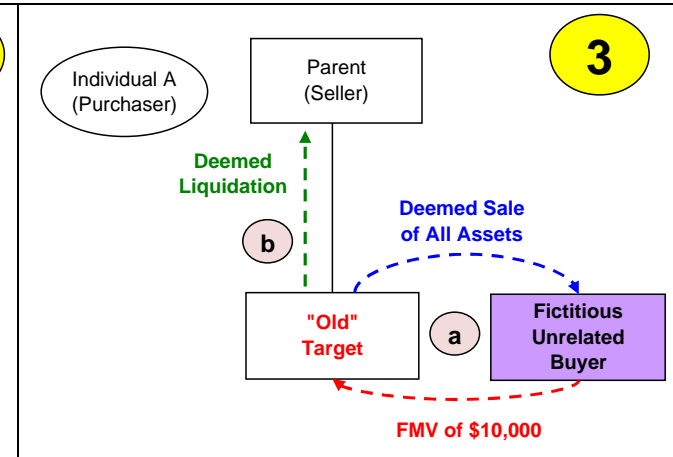 Individual A
(Purchaser)
Parent
(Seller)
3
Deemed
Liquidation
b
Deemed Sale
of All Assets
"Old"
Target
a
Fictitious
Unrelated
Buyer
FMV of $10,000